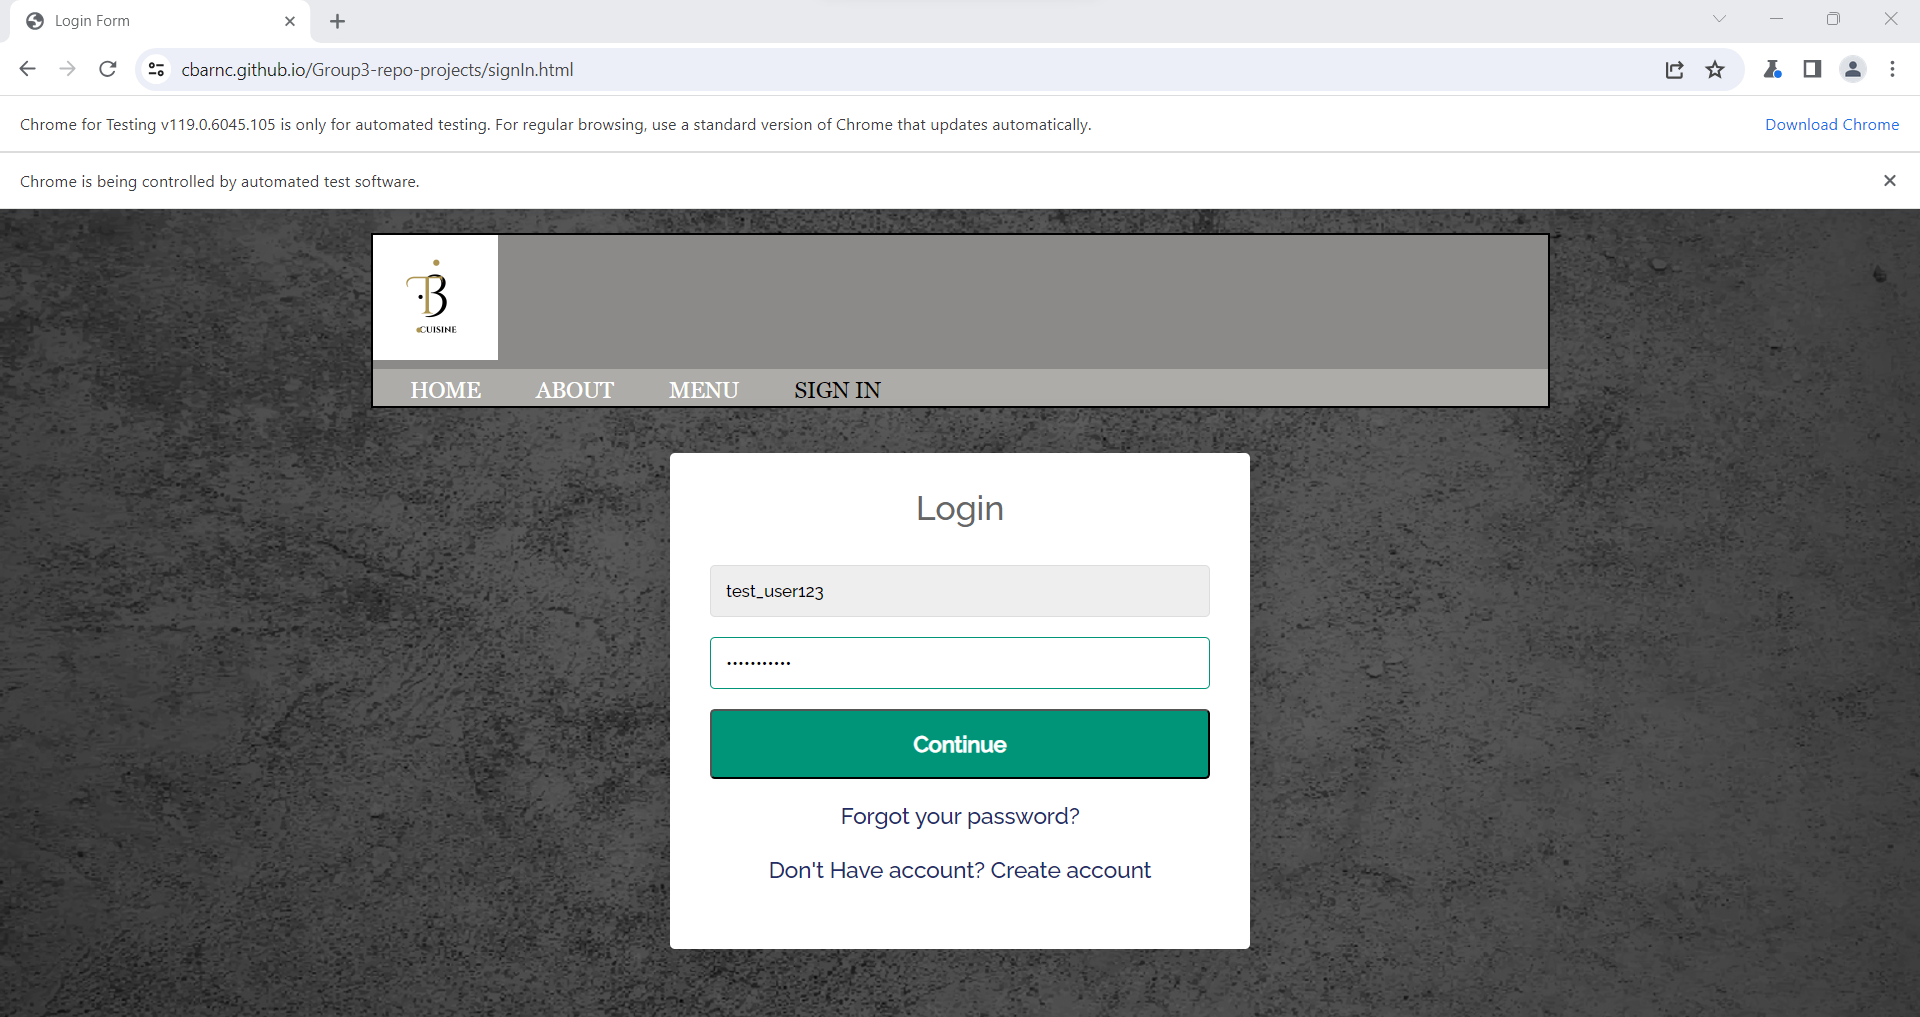 Login Form
cbarnc.github.io/Group3-repo-projects/signIn.html
Chrome for Testing v119.0.6045.105 is only for automated testing. For regular browsing, use a standard version of Chrome that updates automatically.
Download Chrome
Chrome is being controlled by automated test software.
TB
CUISINE
HOME ABOUT MENU SIGN IN
Login
test_user123
•••••••••••
Continue
Forgot your password?
Don't Have account? Create account